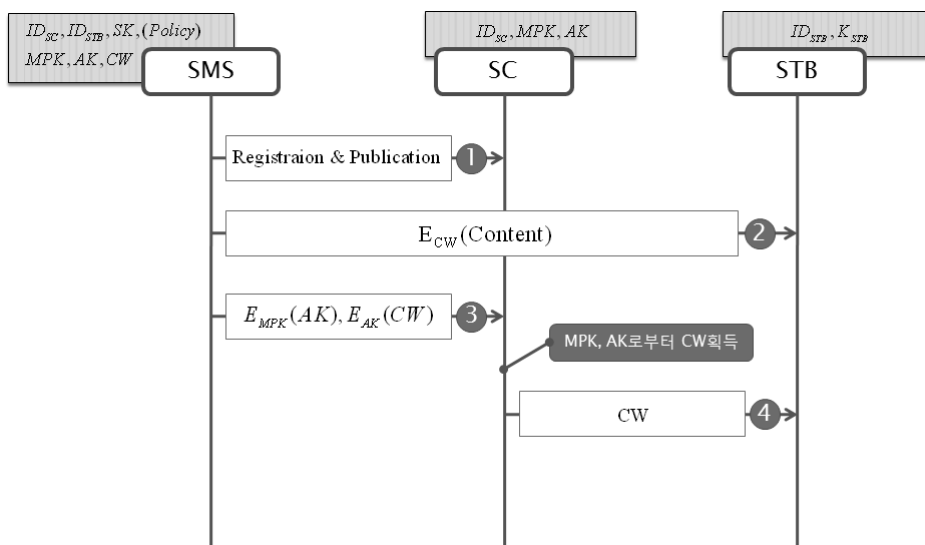 ID_SC, ID_STB, SK, (Policy)
MPK, AK, CW
SMS
ID_SC, MPK, AK
SC
ID_STB, K_STB
STB
Registraion & Publication
1
E_CW(Content)
2
E_MPK(AK), E_AK(CW)
3
MPK, AK로부터 CW획득
CW
4